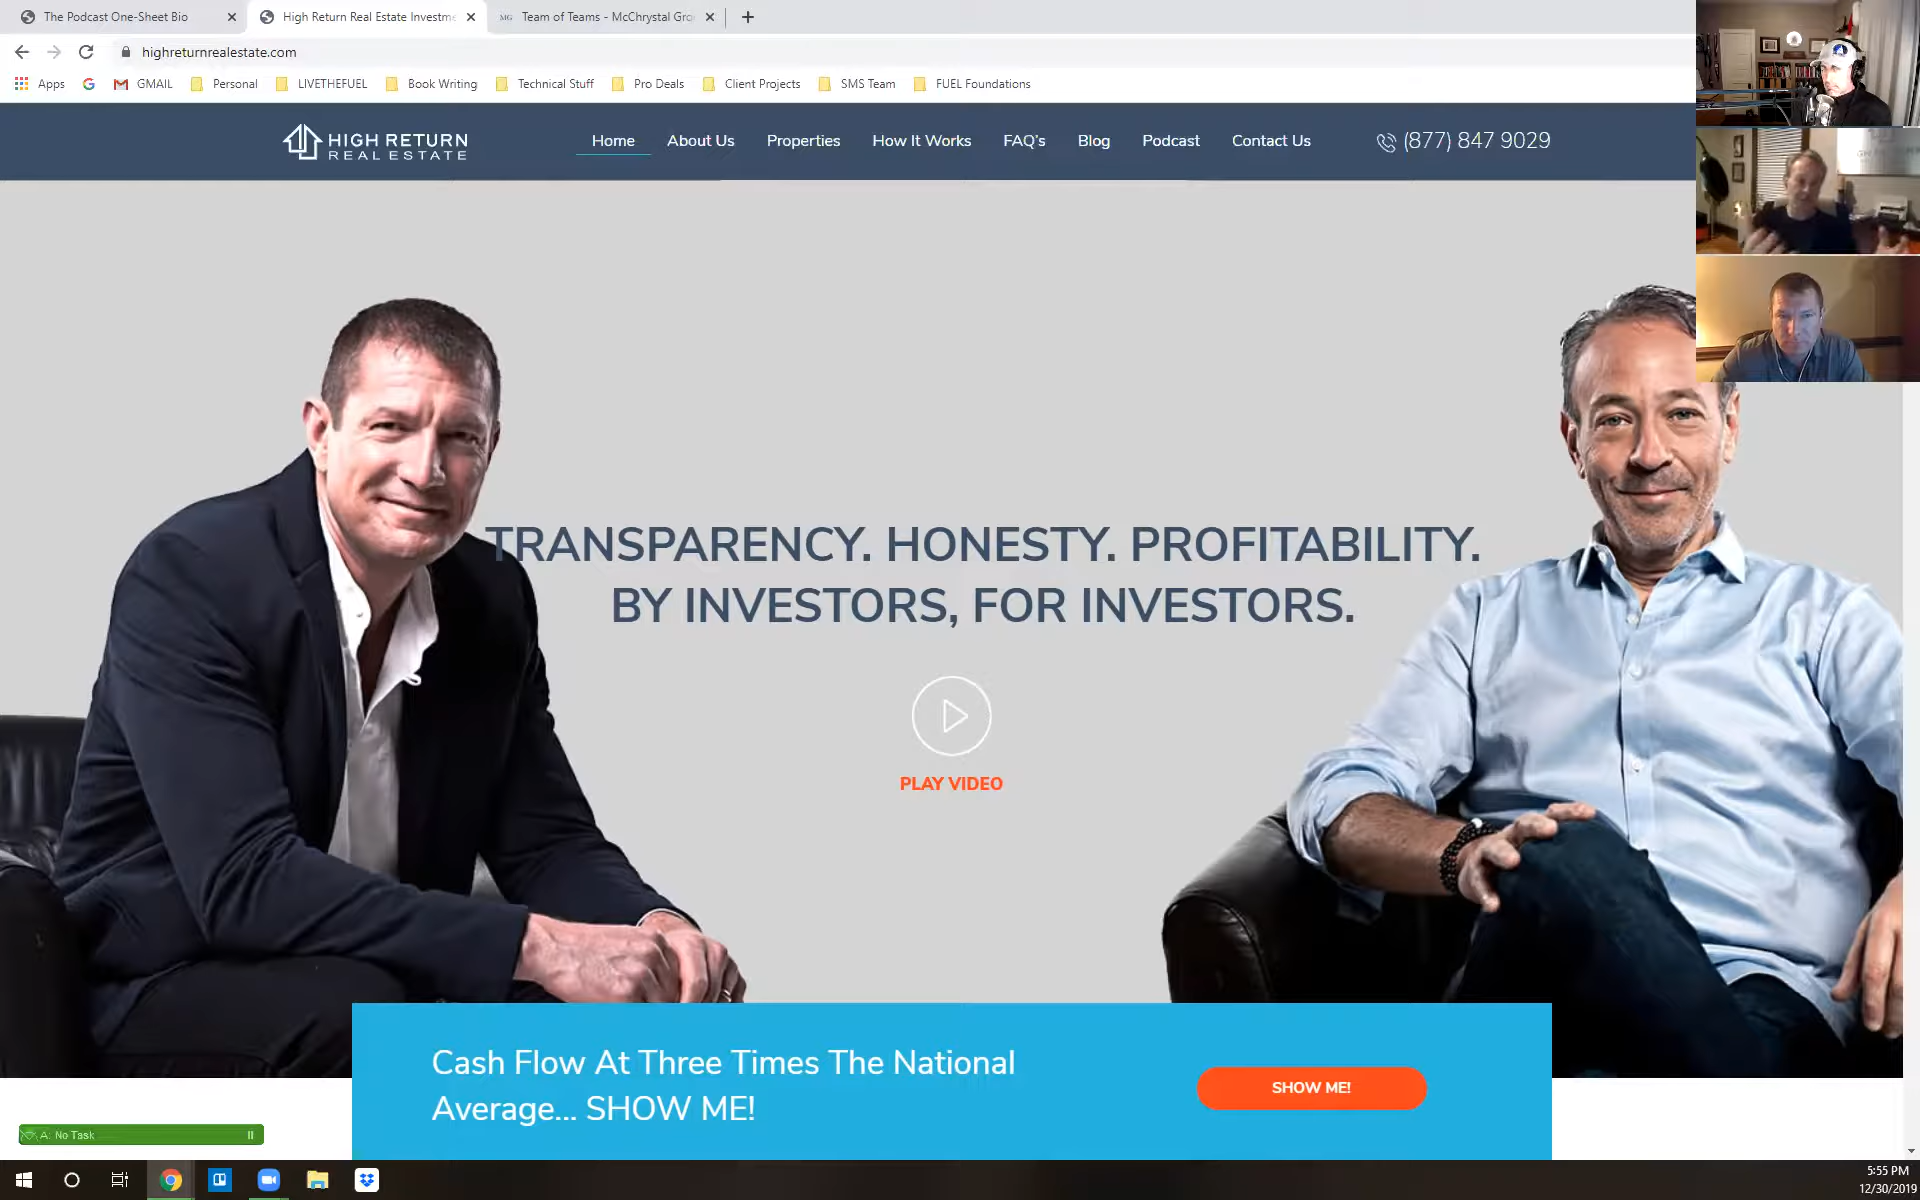 The Podcast One-Sheet Bio
High Return Real Estate Investme
MG Team of Teams - McChrystal Gro
highreturnrealestate.com
Apps
GMAIL
Personal
LIVETHEFUEL
Book Writing
Technical Stuff
Pro Deals
Client Projects
SMS Team
FUEL Foundations
HIGH RETURN
REAL ESTATE
Home
About Us
Properties
How It Works
FAQ's
Blog
Podcast
Contact Us
(877) 847 9029
TRANSPARENCY. HONESTY. PROFITABILITY.
BY INVESTORS, FOR INVESTORS.
PLAY VIDEO
Cash Flow At Three Times The National
Average... SHOW ME!
SHOW ME!
A: No Task
5:55 PM
12/30/2019